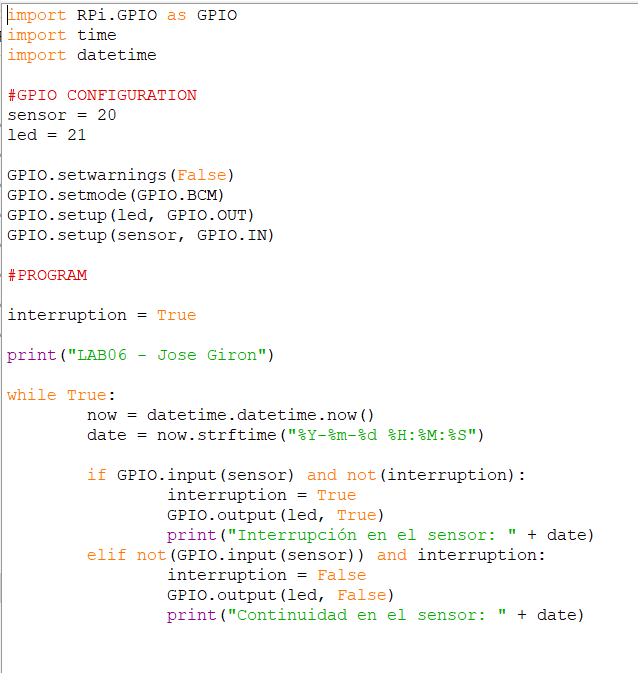 import RPi.GPIO as GPIO
import time
import datetime

#GPIO CONFIGURATION
sensor = 20
led = 21

GPIO.setwarnings(False)
GPIO.setmode(GPIO.BCM)
GPIO.setup(led, GPIO.OUT)
GPIO.setup(sensor, GPIO.IN)

#PROGRAM

interruption = True

print("LAB06 - Jose Giron")

while True:
        now = datetime.datetime.now()
        date = now.strftime("%Y-%m-%d %H:%M:%S")

        if GPIO.input(sensor) and not(interruption):
                interruption = True
                GPIO.output(led, True)
                print("Interrupción en el sensor: " + date)
        elif not(GPIO.input(sensor)) and interruption:
                interruption = False
                GPIO.output(led, False)
                print("Continuidad en el sensor: " + date)